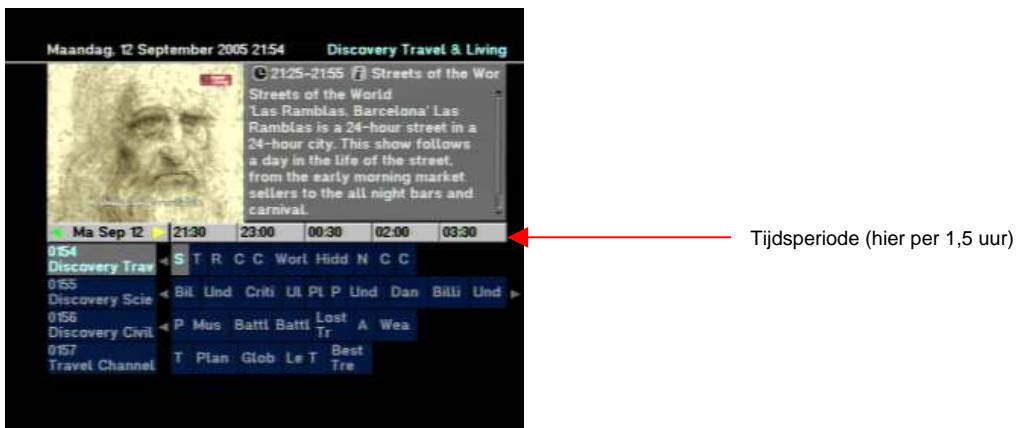 Maandag, 12 September 2005 21:54 Discovery Travel & Living
21:25-21:55 i Streets of the Wor
Streets of the World
'Las Ramblas, Barcelona' Las
Ramblas is a 24-hour street in a
24-hour city. This show follows
a day in the life of the street,
from the early morning market
sellers to the all night bars and
carnival.
Ma Sep 12 21:30 23:00 00:30 02:00 03:30
Tijdsperiode (hier per 1,5 uur)
0154
Discovery Trav S T R C C Worl Hidd N C C
0155
Discovery Scie Bil Und Criti Ul Pl P Und Dan Billi Und
0156
Discovery Civil P Mus Battl Battl Lost Tr A Wea
0157
Travel Channel T Plan Glob Le T Best Tre